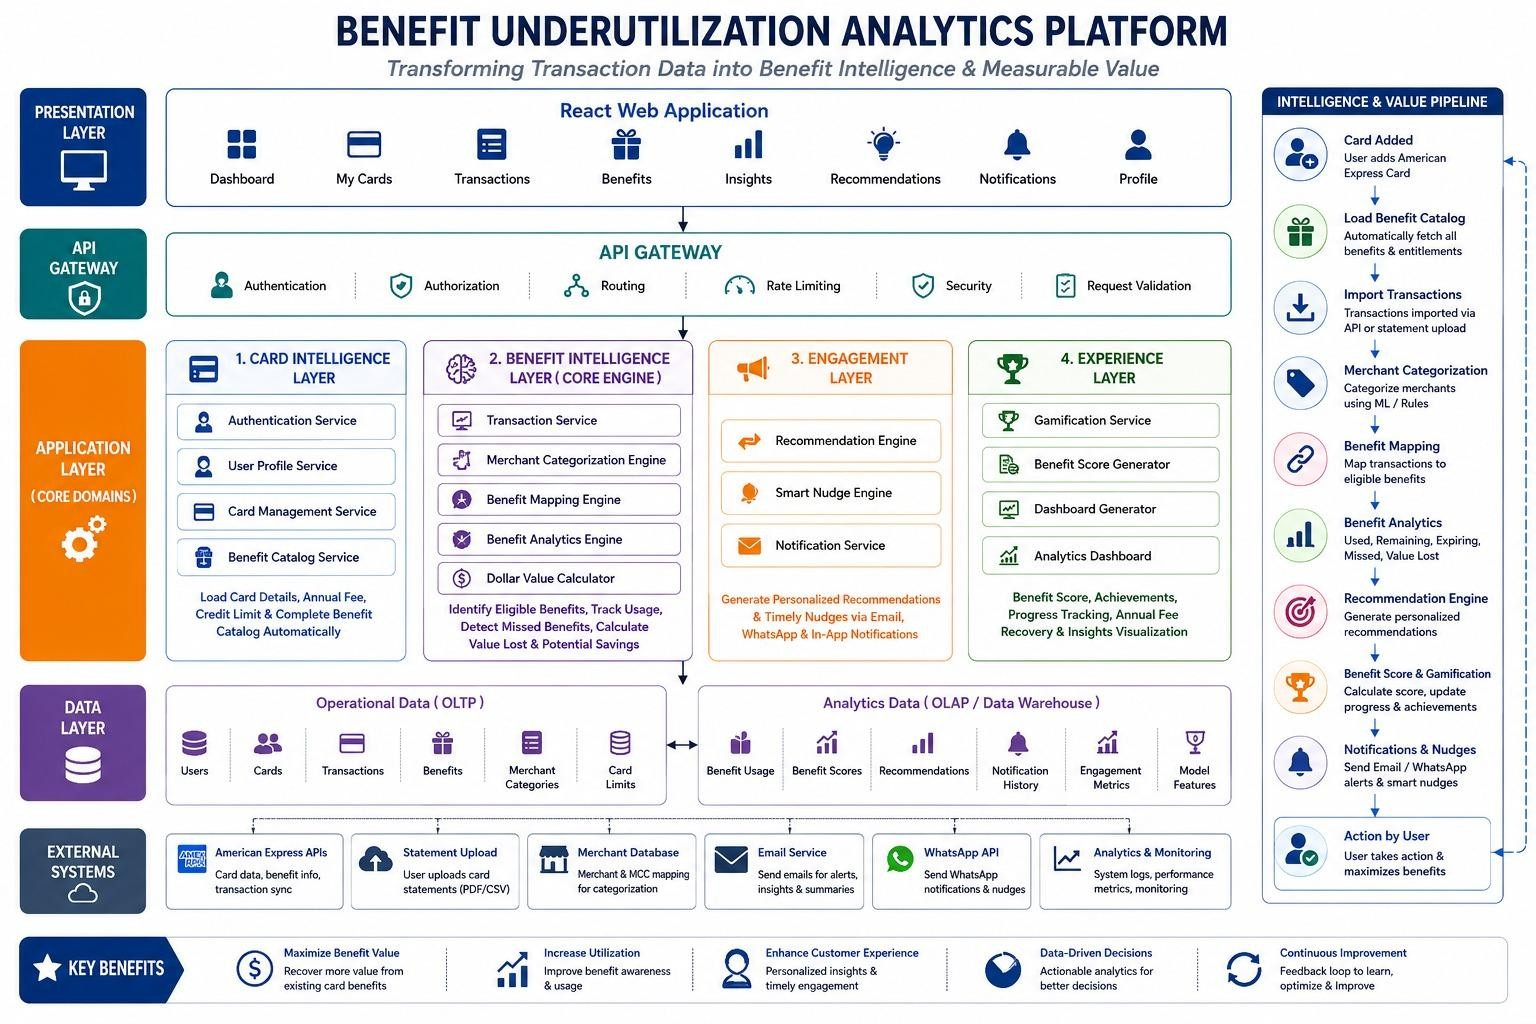 BENEFIT UNDERUTILIZATION ANALYTICS PLATFORM
Transforming Transaction Data into Benefit Intelligence & Measurable Value
PRESENTATION
LAYER
React Web Application
Dashboard
My Cards
Transactions
Benefits
Insights
Recommendations
Notifications
Profile
API
GATEWAY
API GATEWAY
Authentication
Authorization
Routing
Rate Limiting
Security
Request Validation
APPLICATION
LAYER
(CORE DOMAINS)
1. CARD INTELLIGENCE
LAYER
Authentication Service
User Profile Service
Card Management Service
Benefit Catalog Service
Load Card Details, Annual Fee,
Credit Limit & Complete Benefit
Catalog Automatically
2. BENEFIT INTELLIGENCE
LAYER ( CORE ENGINE )
Transaction Service
Merchant Categorization Engine
Benefit Mapping Engine
Benefit Analytics Engine
Dollar Value Calculator
Identify Eligible Benefits, Track Usage,
Detect Missed Benefits, Calculate
Value Lost & Potential Savings
3. ENGAGEMENT
LAYER
Recommendation Engine
Smart Nudge Engine
Notification Service
Generate Personalized Recommendations
& Timely Nudges via Email,
WhatsApp & In-App Notifications
4. EXPERIENCE
LAYER
Gamification Service
Benefit Score Generator
Dashboard Generator
Analytics Dashboard
Benefit Score, Achievements,
Progress Tracking, Annual Fee
Recovery & Insights Visualization
DATA
LAYER
Operational Data ( OLTP )
Users
Cards
Transactions
Benefits
Merchant
Categories
Card
Limits
Analytics Data ( OLAP / Data Warehouse )
Benefit Usage
Benefit Scores
Recommendations
Notification
History
Engagement
Metrics
Model
Features
EXTERNAL
SYSTEMS
American Express APIs
Card data, benefit info,
transaction sync
Statement Upload
User uploads card
statements (PDF/CSV)
Merchant Database
Merchant & MCC mapping
for categorization
Email Service
Send emails for alerts,
insights & summaries
WhatsApp API
Send WhatsApp
notifications & nudges
Analytics & Monitoring
System logs, performance
metrics, monitoring
INTELLIGENCE & VALUE PIPELINE
Card Added
User adds American
Express Card
Load Benefit Catalog
Automatically fetch all
benefits & entitlements
Import Transactions
Transactions imported via
API or statement upload
Merchant Categorization
Categorize merchants
using ML / Rules
Benefit Mapping
Map transactions to
eligible benefits
Benefit Analytics
Used, Remaining, Expiring,
Missed, Value Lost
Recommendation Engine
Generate personalized
recommendations
Benefit Score & Gamification
Calculate score, update
progress & achievements
Notifications & Nudges
Send Email / WhatsApp
alerts & smart nudges
Action by User
User takes action &
maximizes benefits
KEY BENEFITS
Maximize Benefit Value
Recover more value from
existing card benefits
Increase Utilization
Improve benefit awareness
& usage
Enhance Customer Experience
Personalized insights &
timely engagement
Data-Driven Decisions
Actionable analytics for
better decisions
Continuous Improvement
Feedback loop to learn,
optimize & Improve